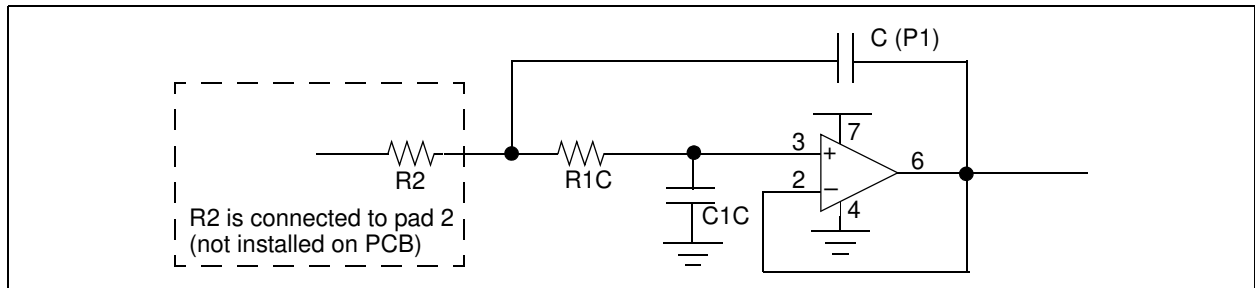 C (P1)
7
3
+
6
2
R2
R1C
−
4
C1C
R2 is connected to pad 2
(not installed on PCB)